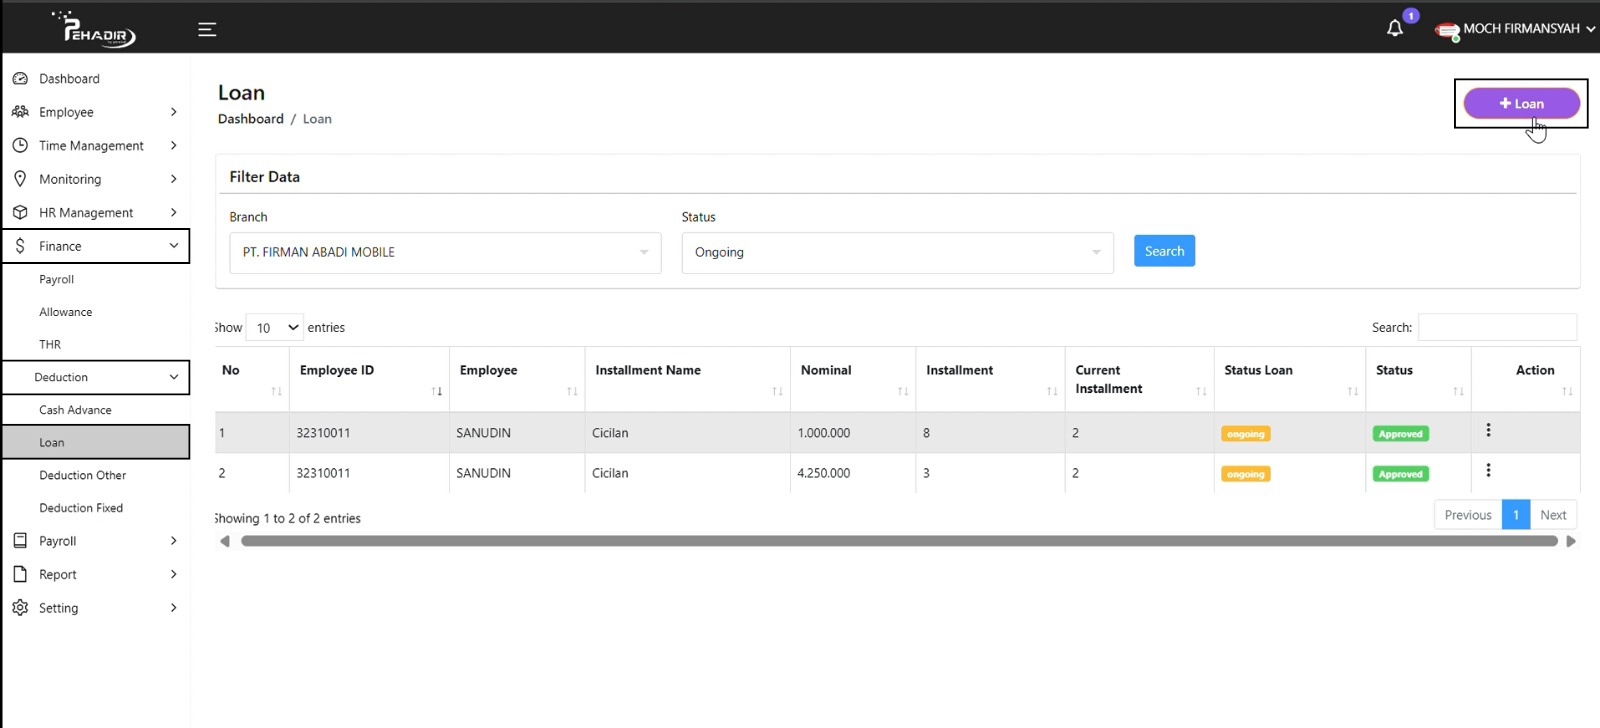 PEHADIR
1
MOCH FIRMANSYAH
Dashboard
Employee
Time Management
Monitoring
HR Management
Finance
Payroll
Allowance
THR
Deduction
Cash Advance
Loan
Deduction Other
Deduction Fixed
Payroll
Report
Setting
Loan
Dashboard / Loan
+ Loan
Filter Data
Branch Status
PT. FIRMAN ABADI MOBILE Ongoing Search
Show 10 entries Search:
No Employee ID Employee Installment Name Nominal Installment Current Installment Status Loan Status Action
1 32310011 SANUDIN Cicilan 1.000.000 8 2 ongoing Approved
2 32310011 SANUDIN Cicilan 4.250.000 3 2 ongoing Approved
Showing 1 to 2 of 2 entries Previous 1 Next